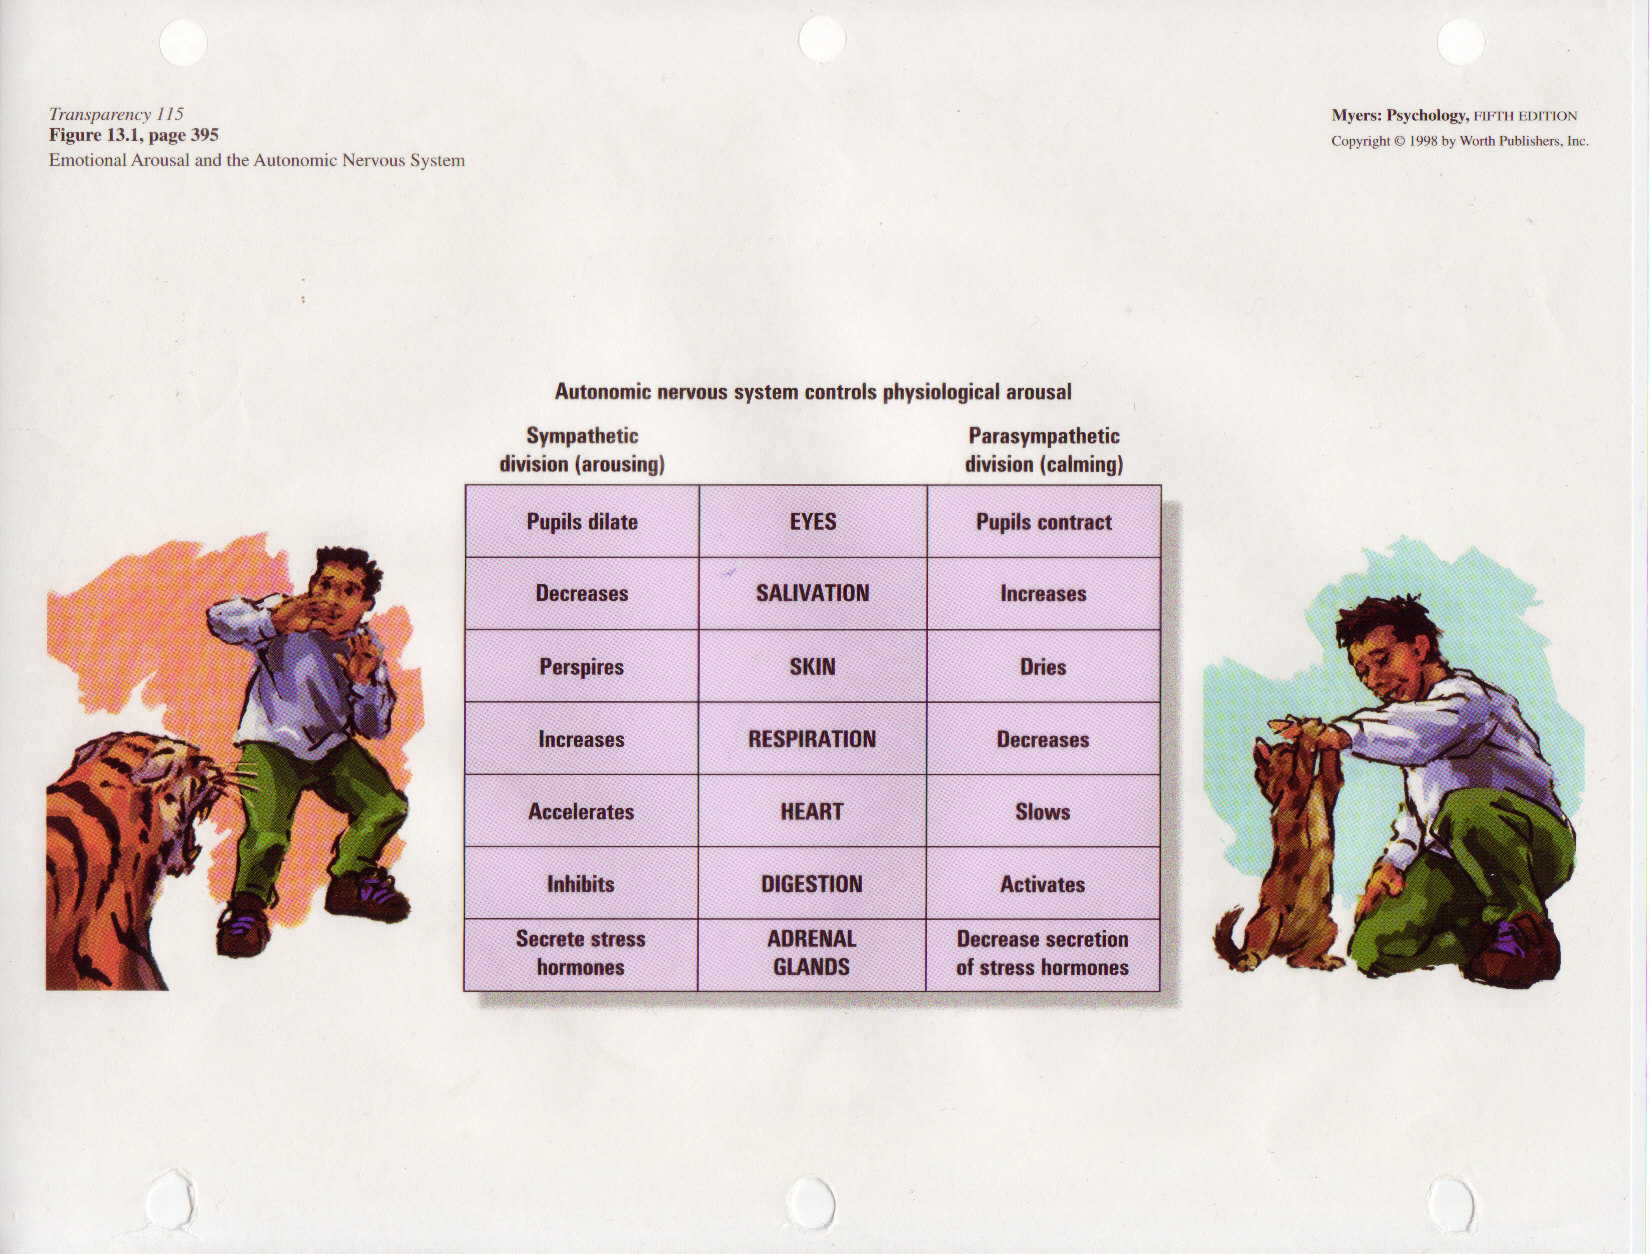 Transparency 115
Figure 13.1, page 395
Emotional Arousal and the Autonomic Nervous System
Myers: Psychology, FIFTH EDITION
Copyright © 1998 by Worth Publishers, Inc.
Autonomic nervous system controls physiological arousal
Sympathetic
division (arousing)
Parasympathetic
division (calming)
Pupils dilate
EYES
Pupils contract
Decreases
SALIVATION
Increases
Perspires
SKIN
Dries
Increases
RESPIRATION
Decreases
Accelerates
HEART
Slows
Inhibits
DIGESTION
Activates
Secrete stress
hormones
ADRENAL
GLANDS
Decrease secretion
of stress hormones